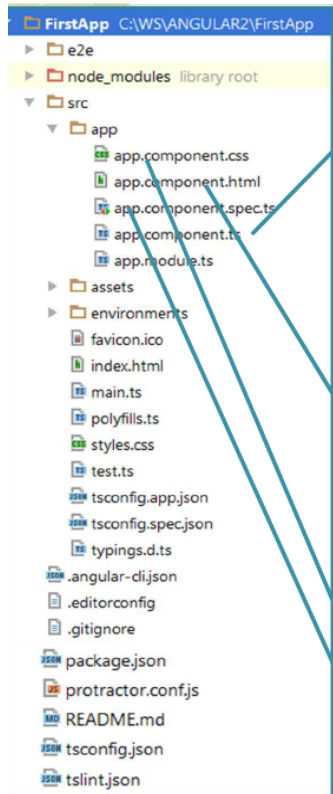 FirstApp C:\WS\ANGULAR2\FirstApp
e2e
node_modules library root
src
app
app.component.css
app.component.html
app.component.spec.ts
app.component.ts
app.module.ts
assets
environments
favicon.ico
index.html
main.ts
polyfills.ts
styles.css
test.ts
tsconfig.app.json
tsconfig.spec.json
typings.d.ts
.angular-cli.json
.editorconfig
.gitignore
package.json
protractor.conf.js
README.md
tsconfig.json
tslint.json